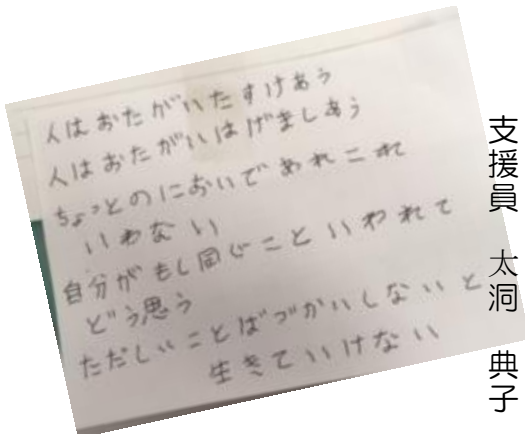 人はおたがいたすけあう
人はおたがいはげましあう
ちょっとのにおいであれこれ
いわない
自分がもし同じこといわれて
どう思う
ただしいことばづかいしないと
生きていけない
支援員　太洞　典子